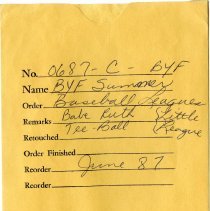 No. 0687-C- BYF
Name BYF Summer
Order Baseball Leagues
Remarks Babe Ruth Little
Retouched Tee-Ball League
Order Finished
Reorder June 87
Reorder